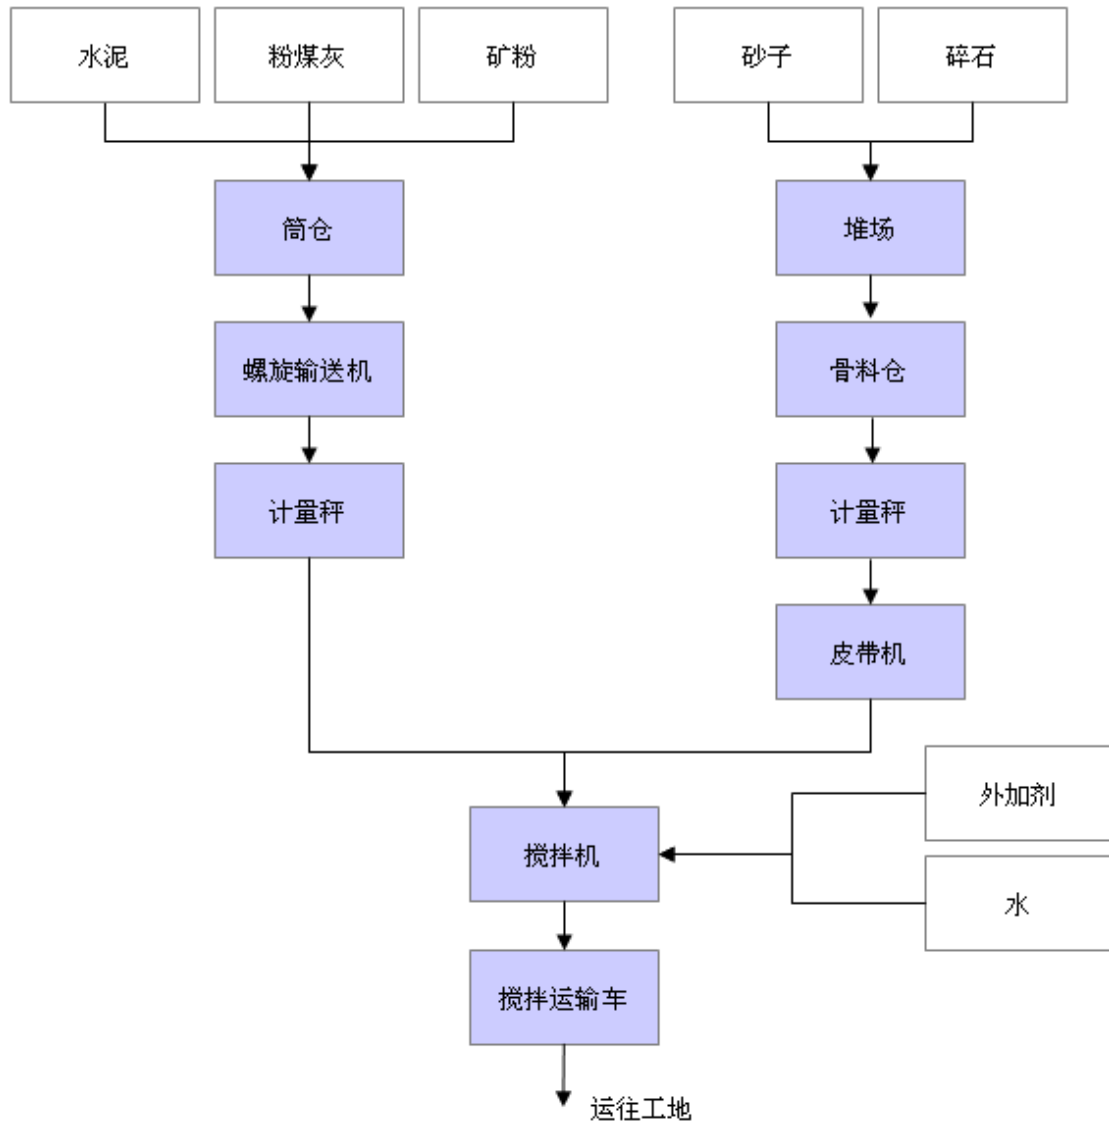 水泥
粉煤灰
矿粉
砂子
碎石
筒仓
堆场
螺旋输送机
骨料仓
计量秤
计量秤
皮带机
外加剂
搅拌机
水
搅拌运输车
运往工地